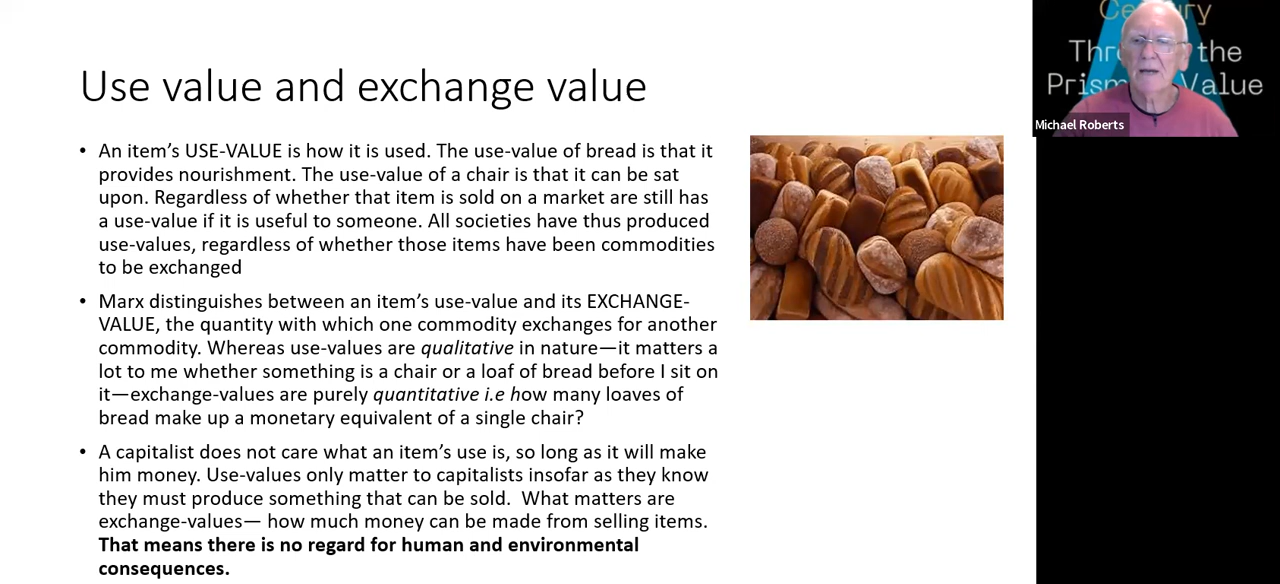 Use value and exchange value
• An item’s USE-VALUE is how it is used. The use-value of bread is that it
provides nourishment. The use-value of a chair is that it can be sat
upon. Regardless of whether that item is sold on a market are still has
a use-value if it is useful to someone. All societies have thus produced
use-values, regardless of whether those items have been commodities
to be exchanged
• Marx distinguishes between an item’s use-value and its EXCHANGE-
VALUE, the quantity with which one commodity exchanges for another
commodity. Whereas use-values are qualitative in nature—it matters a
lot to me whether something is a chair or a loaf of bread before I sit on
it—exchange-values are purely quantitative i.e how many loaves of
bread make up a monetary equivalent of a single chair?
• A capitalist does not care what an item’s use is, so long as it will make
him money. Use-values only matter to capitalists insofar as they know
they must produce something that can be sold.  What matters are
exchange-values— how much money can be made from selling items.
That means there is no regard for human and environmental
consequences.
the
Value
Michael Roberts